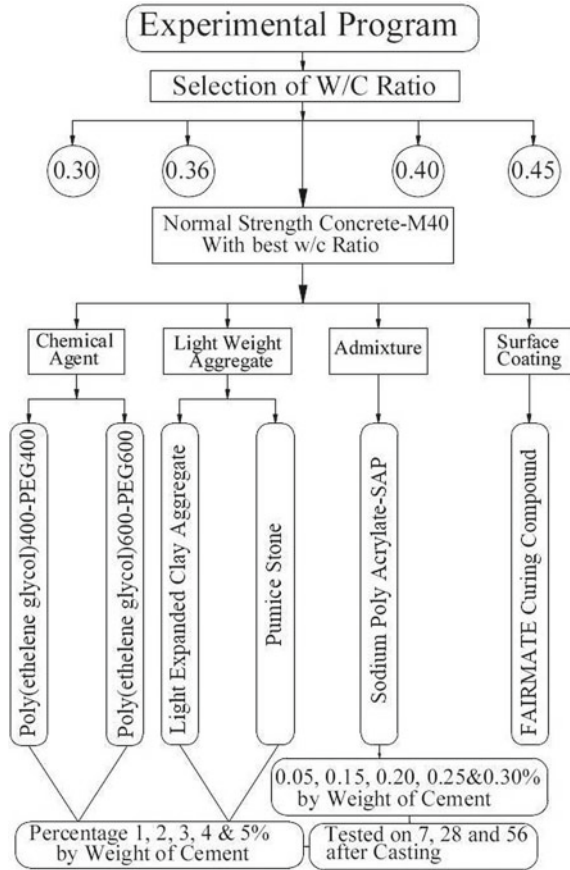 Experimental Program
Selection of W/C Ratio
0.30
0.36
0.40
0.45
Normal Strength Concrete-M40
With best w/c Ratio
Chemical
Agent
Light Weight
Aggregate
Admixture
Surface
Coating
Poly(ethelene glycol)400-PEG400
Poly(ethelene glycol)600-PEG600
Light Expanded Clay Aggregate
Pumice Stone
Sodium Poly Acrylate-SAP
FAIRMATE Curing Compound
0.05, 0.15, 0.20, 0.25&0.30%
by Weight of Cement
Percentage 1, 2, 3, 4 & 5%
by Weight of Cement
Tested on 7, 28 and 56
after Casting